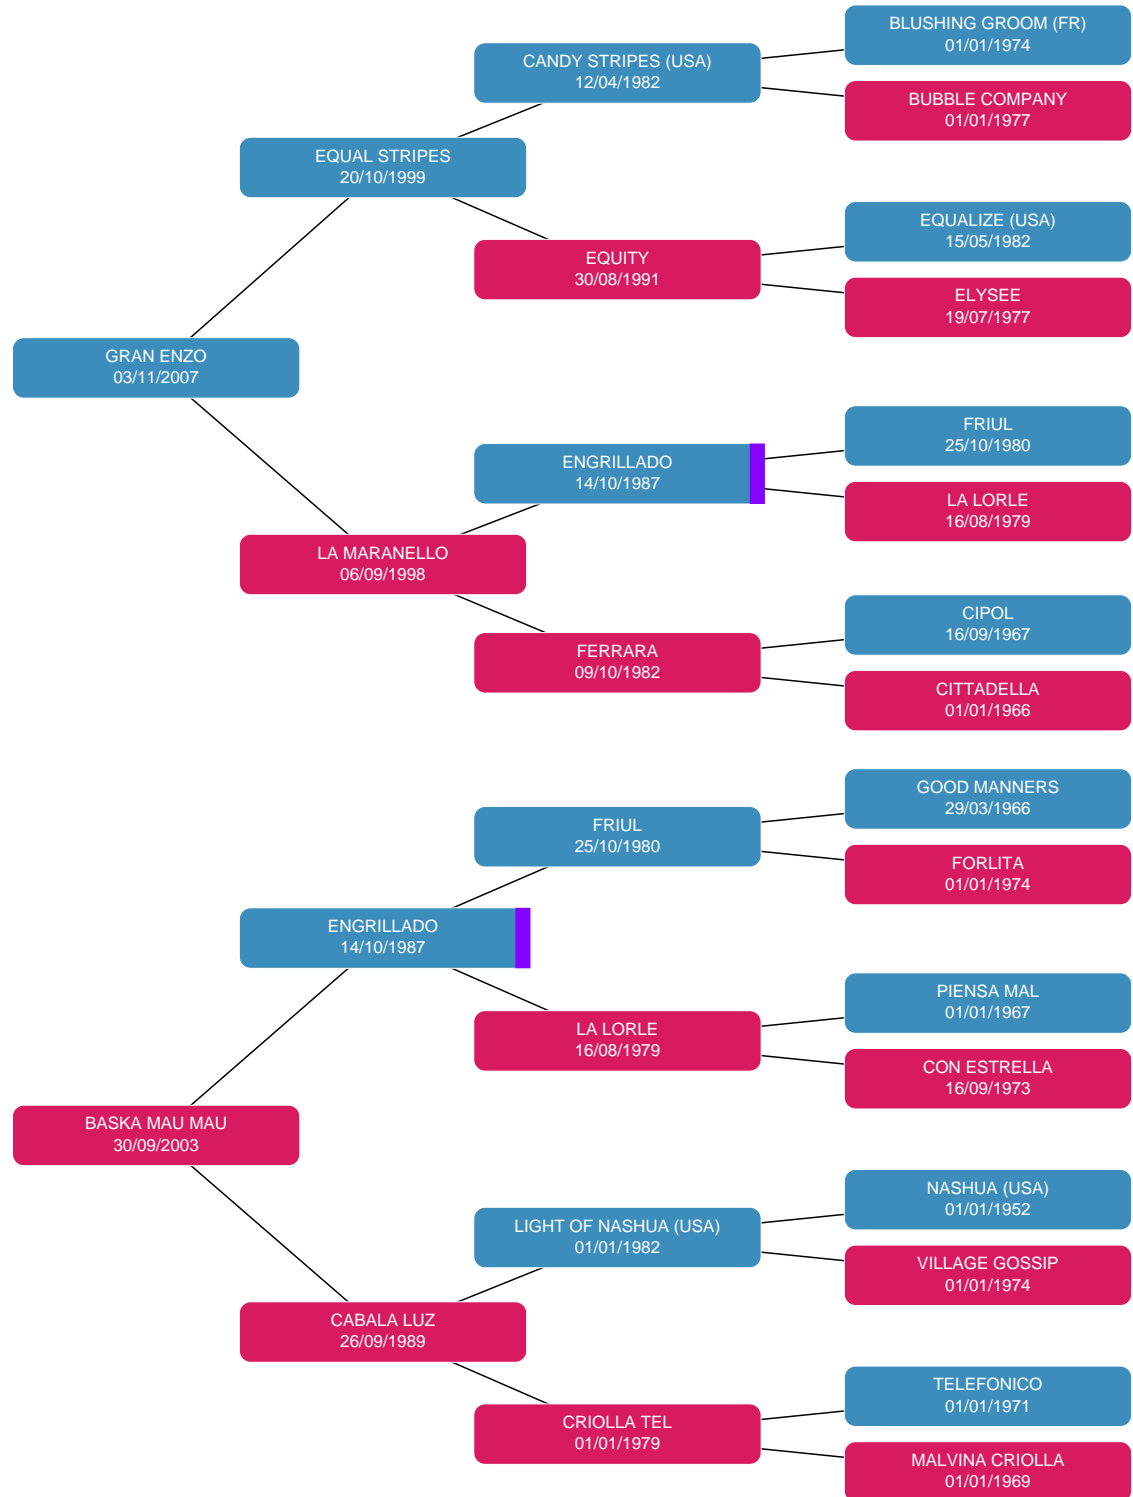 BLUSHING GROOM (FR)
01/01/1974
CANDY STRIPES (USA)
12/04/1982
BUBBLE COMPANY
01/01/1977
EQUAL STRIPES
20/10/1999
EQUALIZE (USA)
15/05/1982
EQUITY
30/08/1991
ELYSEE
19/07/1977
GRAN ENZO
03/11/2007
FRIUL
25/10/1980
ENGRILLADO
14/10/1987
LA LORLE
16/08/1979
LA MARANELLO
06/09/1998
CIPOL
16/09/1967
FERRARA
09/10/1982
CITTADELLA
01/01/1966
GOOD MANNERS
29/03/1966
FRIUL
25/10/1980
FORLITA
01/01/1974
ENGRILLADO
14/10/1987
PIENSA MAL
01/01/1967
LA LORLE
16/08/1979
CON ESTRELLA
16/09/1973
BASKA MAU MAU
30/09/2003
NASHUA (USA)
01/01/1952
LIGHT OF NASHUA (USA)
01/01/1982
VILLAGE GOSSIP
01/01/1974
CABALA LUZ
26/09/1989
TELEFONICO
01/01/1971
CRIOLLA TEL
01/01/1979
MALVINA CRIOLLA
01/01/1969